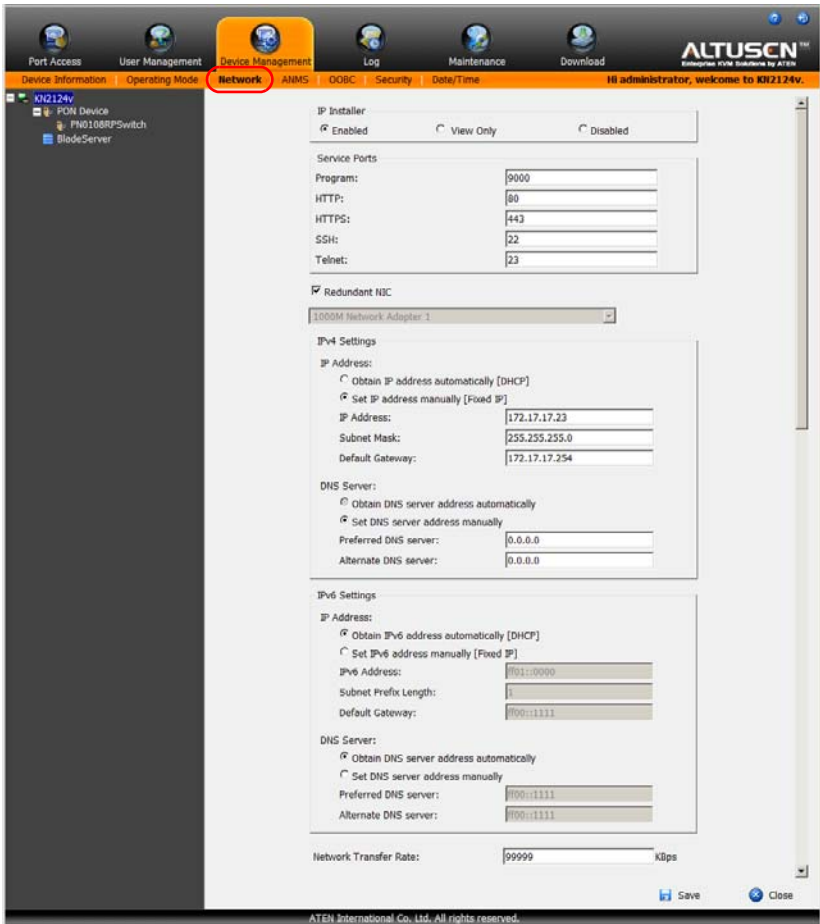 Port Access User Management Device Management Log Maintenance Download
ALTUSEN™
Enterprise KVM Solutions by ATEN
Device Information Operating Mode Network ANMS OOBC Security Date/Time Hi administrator, welcome to KN2124v.
KN2124v
PON Device
PN0108RPSwitch
BladeServer
IP Installer
Enabled View Only Disabled
Service Ports
Program: 9000
HTTP: 80
HTTPS: 443
SSH: 22
Telnet: 23
Redundant NIC
1000M Network Adapter 1
IPv4 Settings
IP Address:
Obtain IP address automatically [DHCP]
Set IP address manually [Fixed IP]
IP Address: 172.17.17.23
Subnet Mask: 255.255.255.0
Default Gateway: 172.17.17.254
DNS Server:
Obtain DNS server address automatically
Set DNS server address manually
Preferred DNS server: 0.0.0.0
Alternate DNS server: 0.0.0.0
IPv6 Settings
IP Address:
Obtain IPv6 address automatically [DHCP]
Set IPv6 address manually [Fixed IP]
IPv6 Address: ff01::0000
Subnet Prefix Length: 1
Default Gateway: ff00::1111
DNS Server:
Obtain DNS server address automatically
Set DNS server address manually
Preferred DNS server: ff00::1111
Alternate DNS server: ff00::1111
Network Transfer Rate: 99999 KBps
Save Close
ATEN International Co. Ltd. All rights reserved.